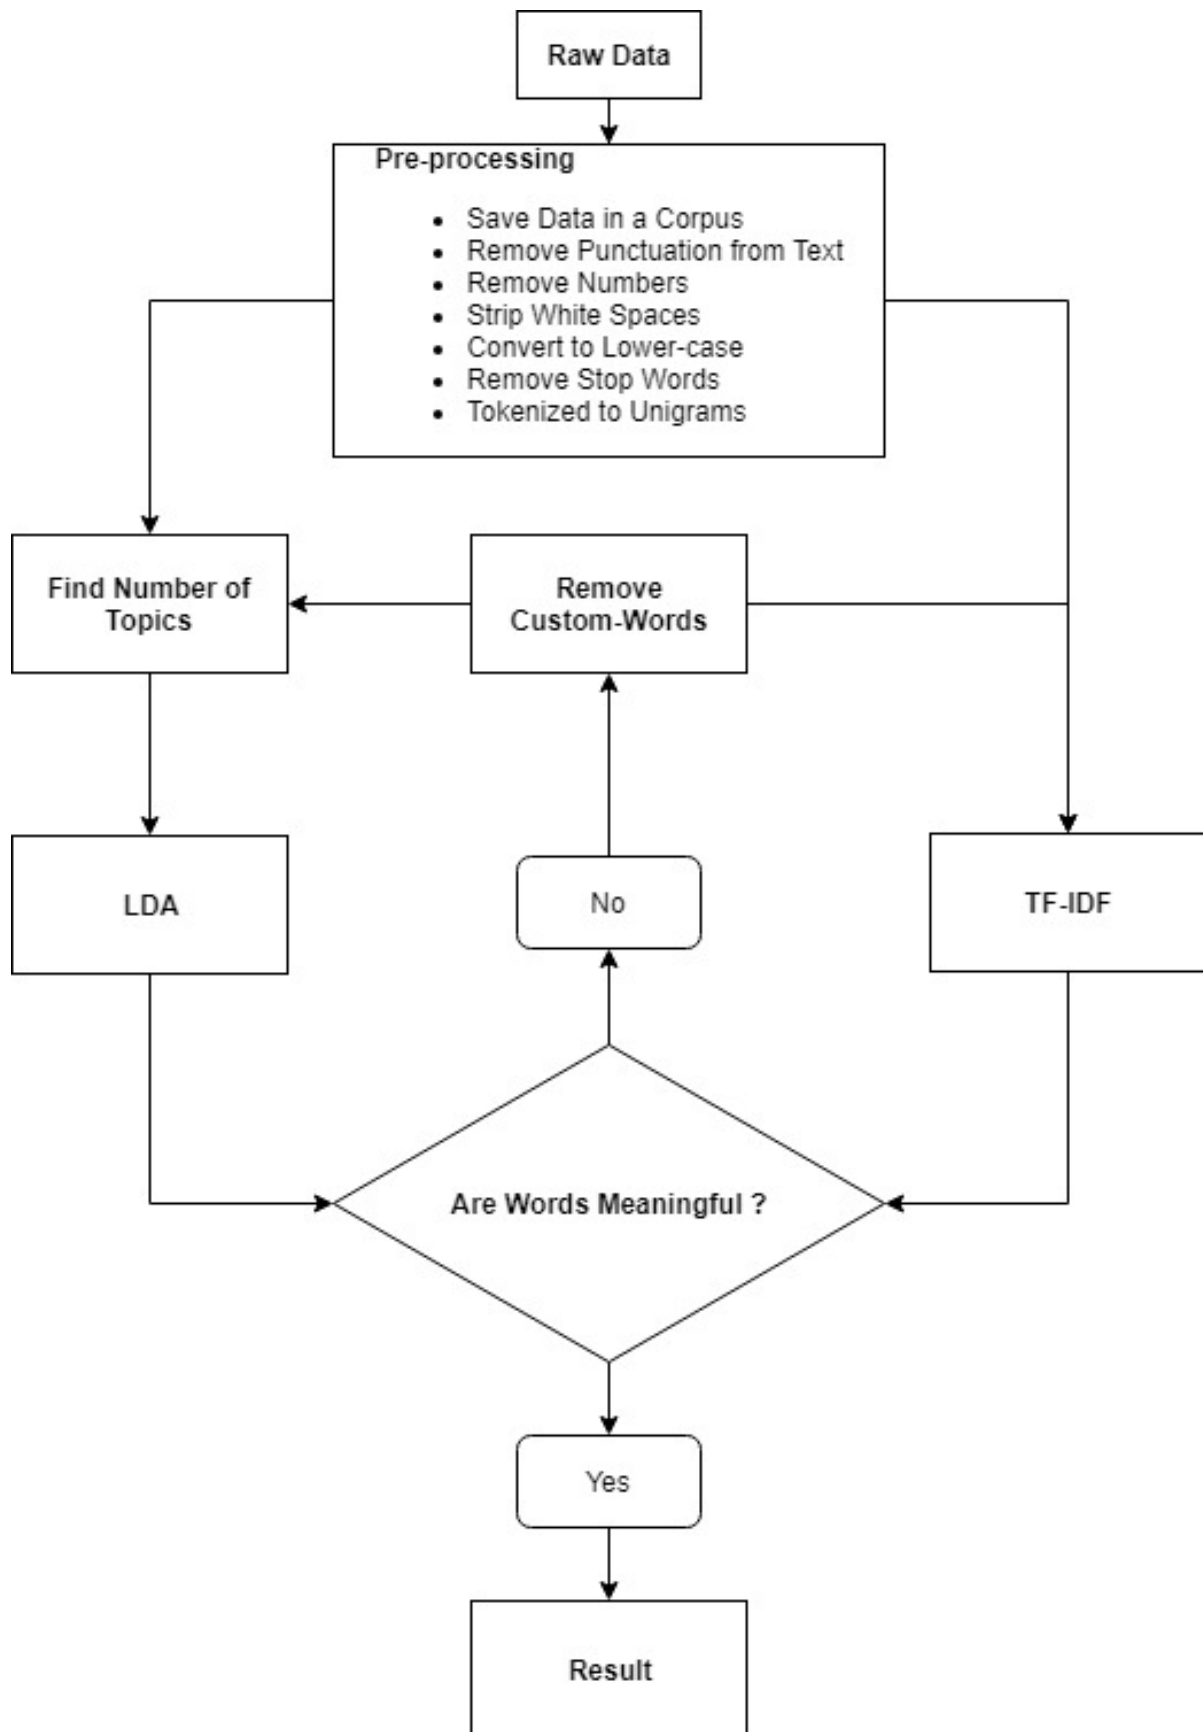 Raw Data
Pre-processing
• Save Data in a Corpus
• Remove Punctuation from Text
• Remove Numbers
• Strip White Spaces
• Convert to Lower-case
• Remove Stop Words
• Tokenized to Unigrams
Find Number of
Topics
Remove
Custom-Words
LDA
No
TF-IDF
Are Words Meaningful ?
Yes
Result